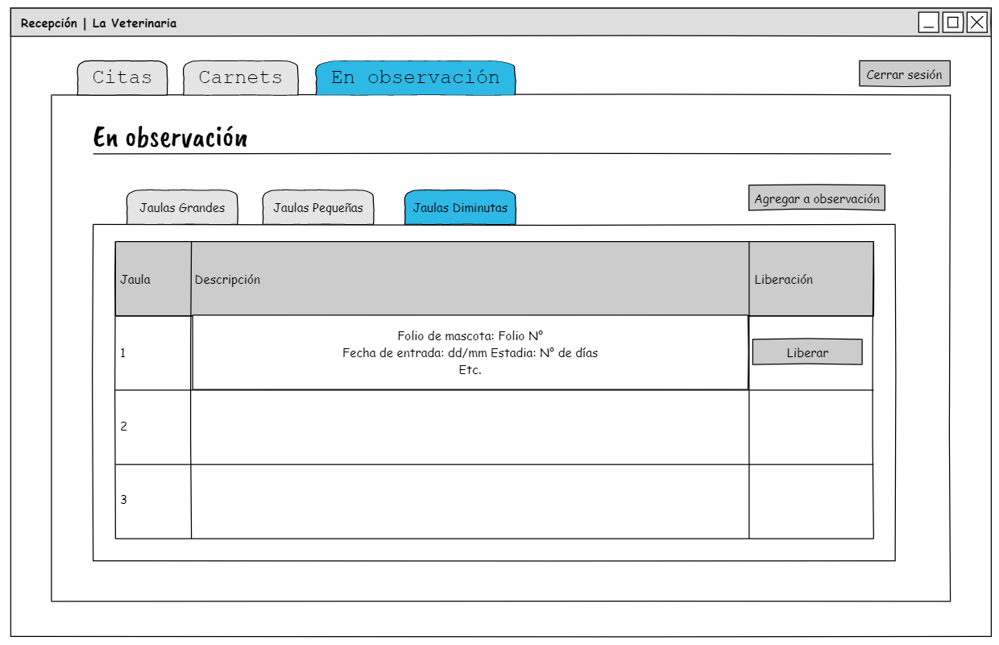 Recepción | La Veterinaria
Citas
Carnets
En observación
Cerrar sesión
En observación
Jaulas Grandes
Jaulas Pequeñas
Jaulas Diminutas
Agregar a observación
Jaula
Descripción
Liberación
1
Folio de mascota: Folio N°
Fecha de entrada: dd/mm Estadia: N° de días
Etc.
Liberar
2
3